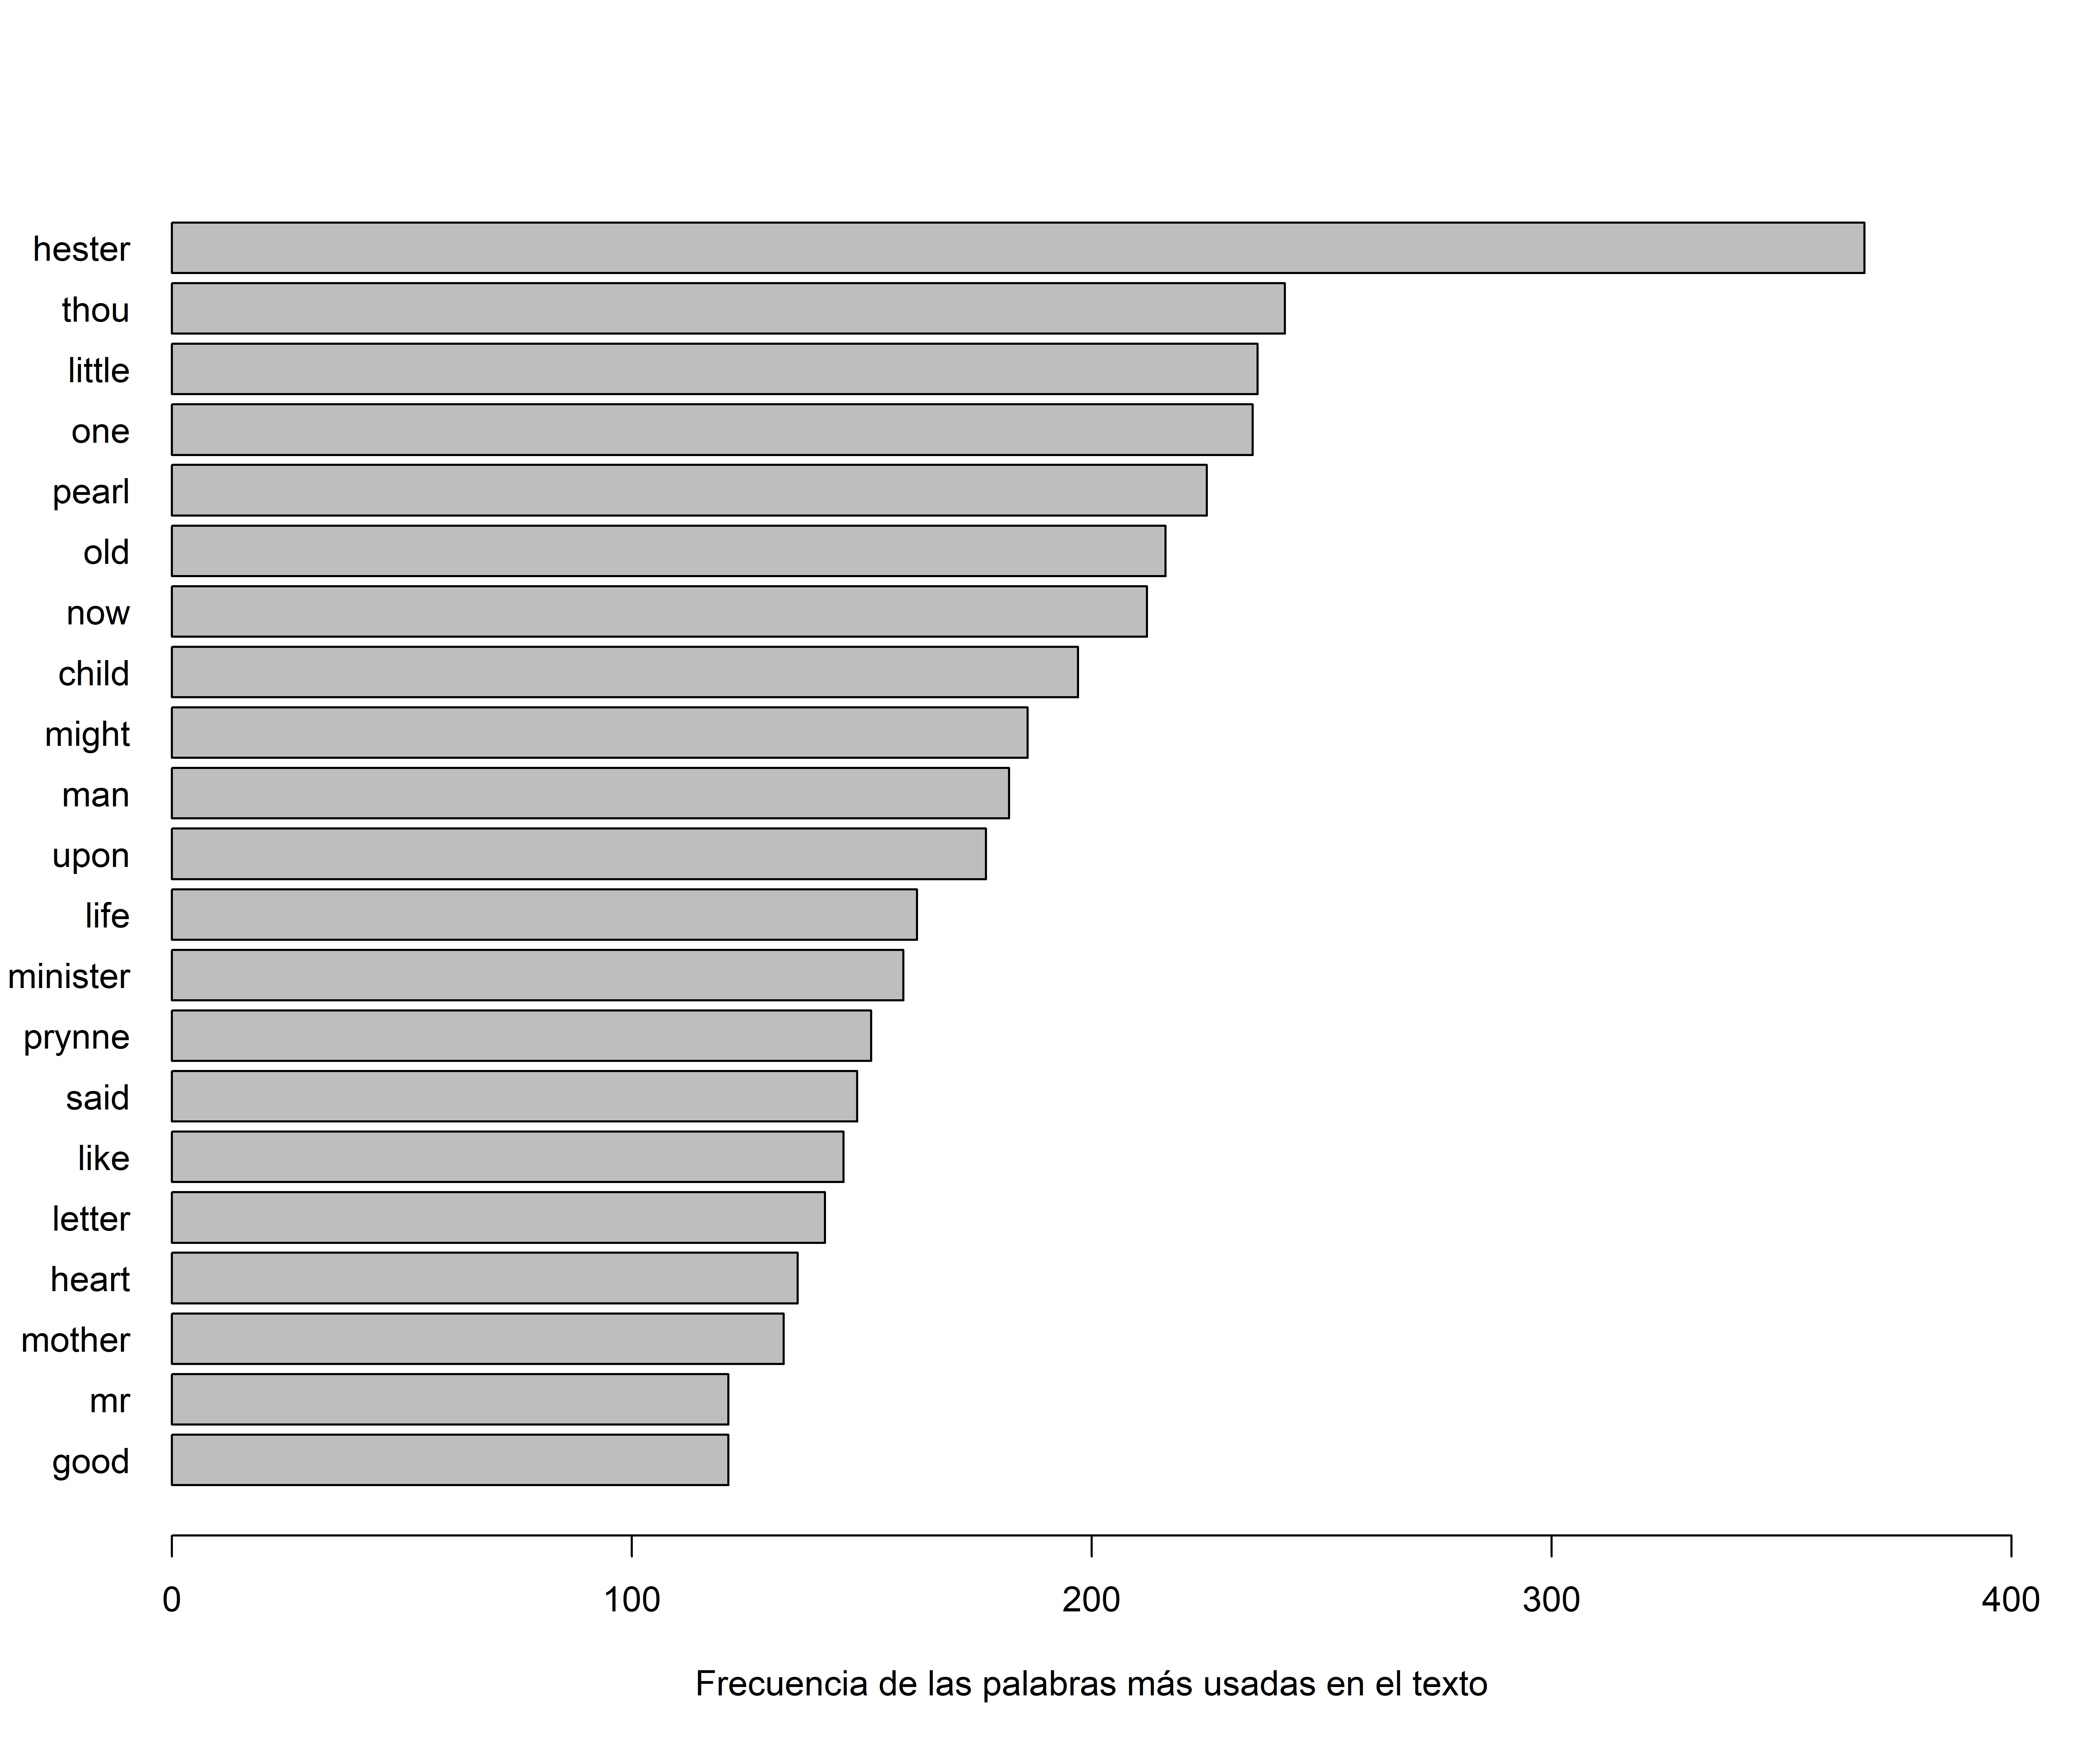 hester
thou
little
one
pearl
old
now
child
might
man
upon
life
minister
prynne
said
like
letter
heart
mother
mr
good
0 100 200 300 400
Frecuencia de las palabras más usadas en el texto